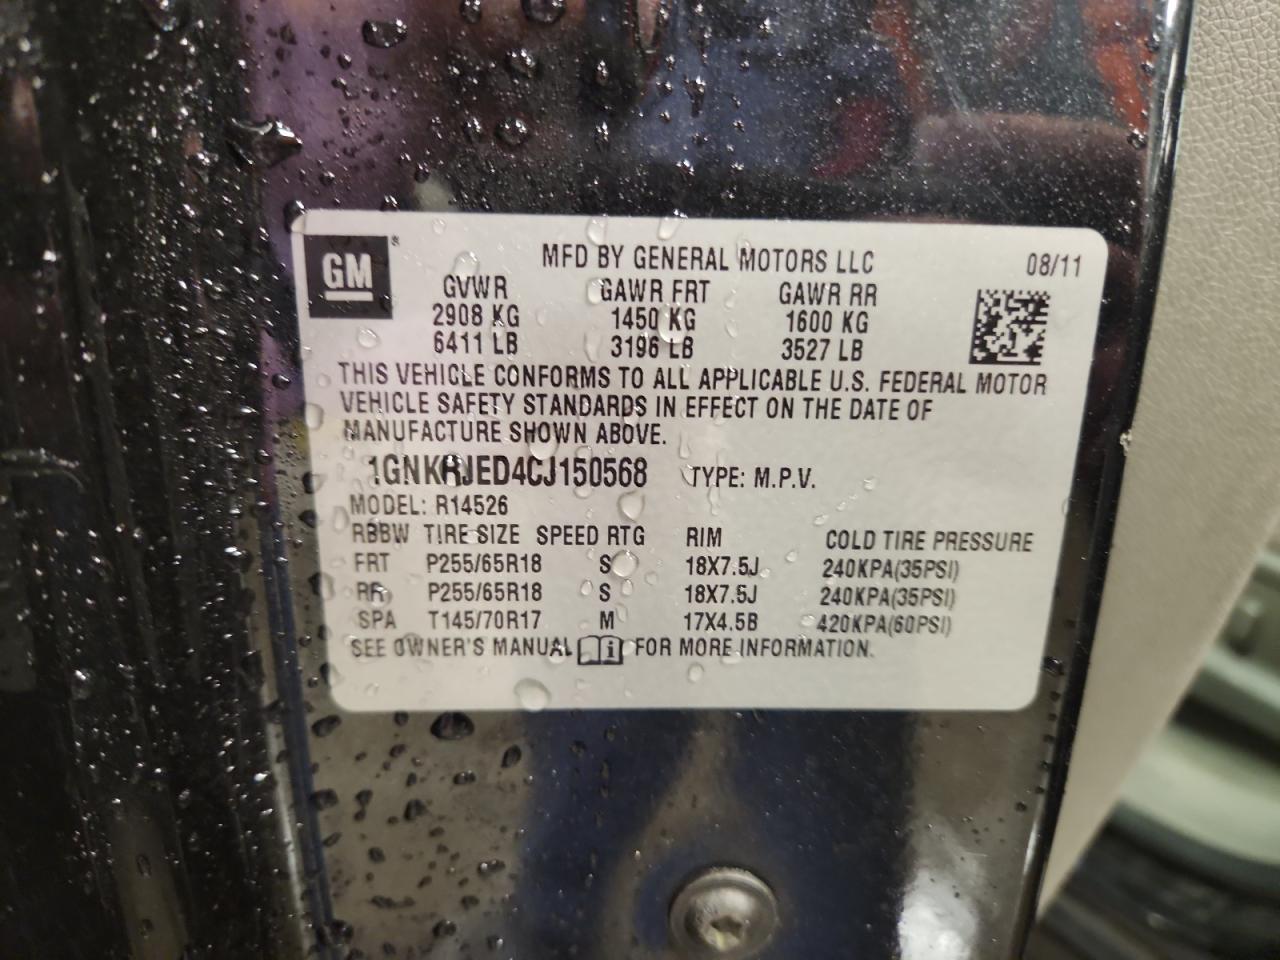 GM
MFD BY GENERAL MOTORS LLC 08/11
GVWR GAWR FRT GAWR RR
2908 KG 1450 KG 1600 KG
6411 LB 3196 LB 3527 LB
THIS VEHICLE CONFORMS TO ALL APPLICABLE U.S. FEDERAL MOTOR
VEHICLE SAFETY STANDARDS IN EFFECT ON THE DATE OF
MANUFACTURE SHOWN ABOVE.
1GNKRJED4CJ150568 TYPE: M.P.V.
MODEL: R14526
RBBW TIRE SIZE SPEED RTG RIM COLD TIRE PRESSURE
FRT P255/65R18 S 18X7.5J 240KPA(35PSI)
RR P255/65R18 S 18X7.5J 240KPA(35PSI)
SPA T145/70R17 M 17X4.5B 420KPA(60PSI)
SEE OWNER'S MANUAL i FOR MORE INFORMATION.